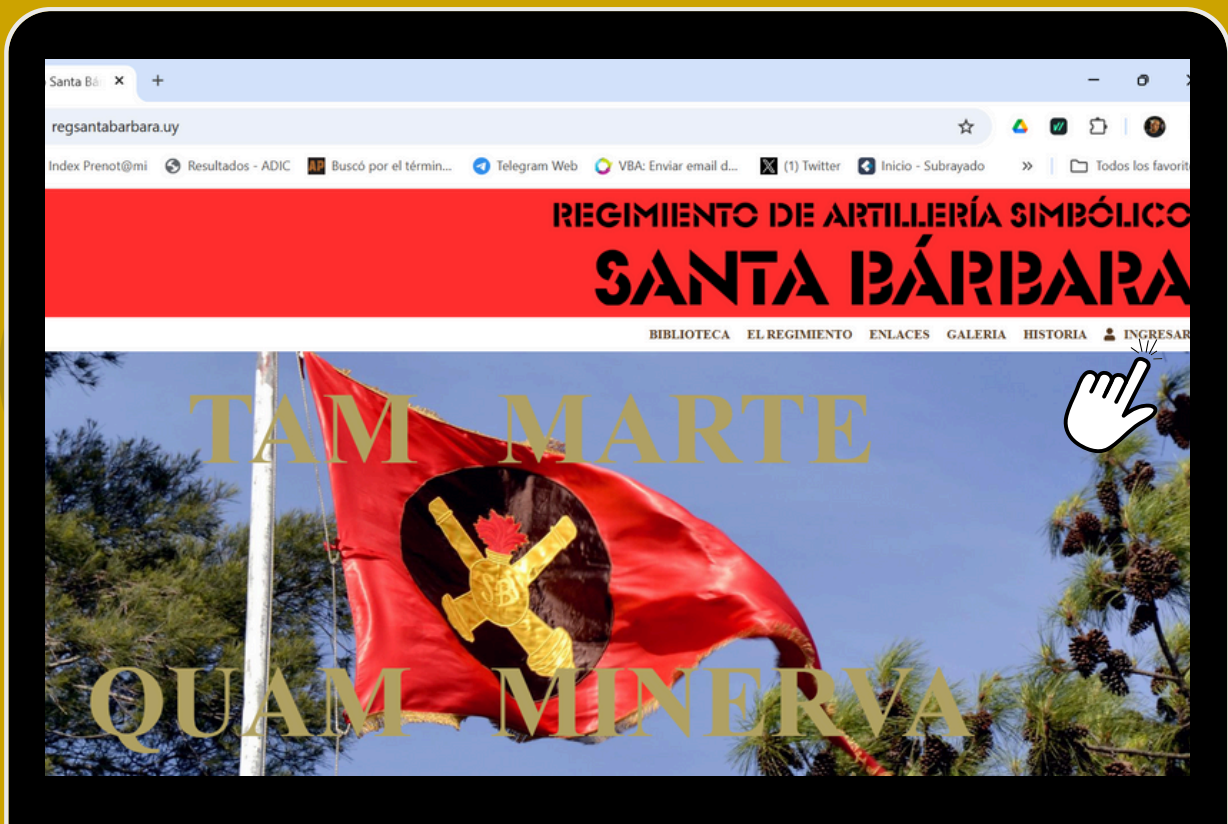 Santa Bá
regsantabarbara.uy
Index Prenot@mi Resultados - ADIC AP Buscó por el términ... Telegram Web VBA: Enviar email d... (1) Twitter Inicio - Subrayado » Todos los favorit
REGIMIENTO DE ARTILLERÍA SIMBÓLICO
SANTA BÁRBARA
BIBLIOTECA EL REGIMIENTO ENLACES GALERIA HISTORIA INGRESAR
TAM MARTE
QUAM MINERVA